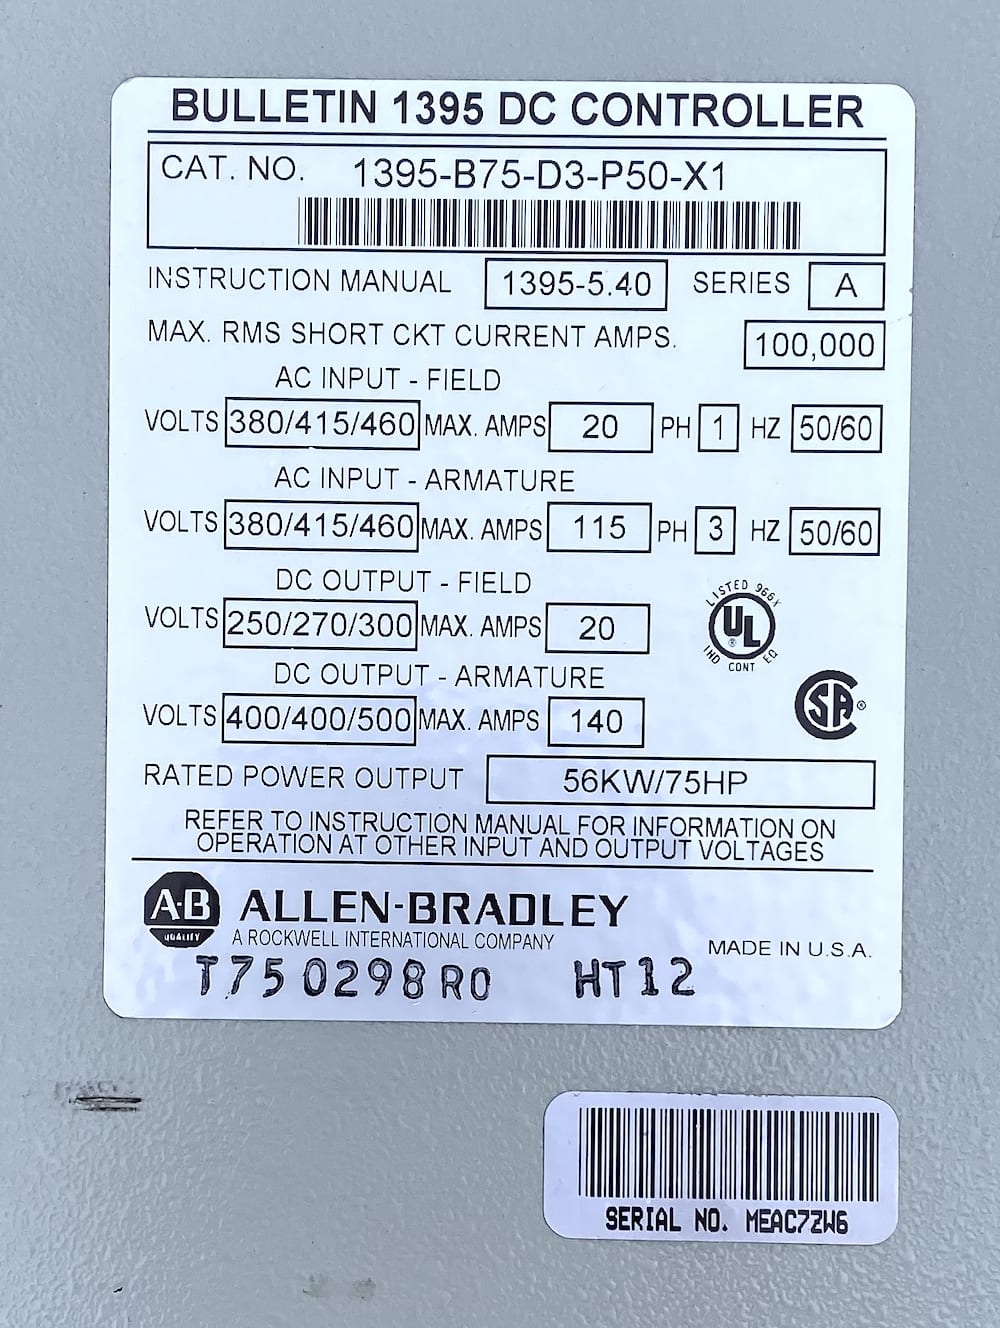 BULLETIN 1395 DC CONTROLLER
CAT. NO. 1395-B75-D3-P50-X1
INSTRUCTION MANUAL 1395-5.40 SERIES A
MAX. RMS SHORT CKT CURRENT AMPS. 100,000
AC INPUT - FIELD
VOLTS 380/415/460 MAX. AMPS 20 PH 1 HZ 50/60
AC INPUT - ARMATURE
VOLTS 380/415/460 MAX. AMPS 115 PH 3 HZ 50/60
DC OUTPUT - FIELD
VOLTS 250/270/300 MAX. AMPS 20
LISTED 966X
UL ®
IND CONT EQ
DC OUTPUT - ARMATURE
VOLTS 400/400/500 MAX. AMPS 140
SA ®
RATED POWER OUTPUT 56KW/75HP
REFER TO INSTRUCTION MANUAL FOR INFORMATION ON
OPERATION AT OTHER INPUT AND OUTPUT VOLTAGES
A·B
QUALITY
ALLEN-BRADLEY
A ROCKWELL INTERNATIONAL COMPANY
MADE IN U.S.A.
T750298R0 HT12
SERIAL NO. MEAC7ZW6